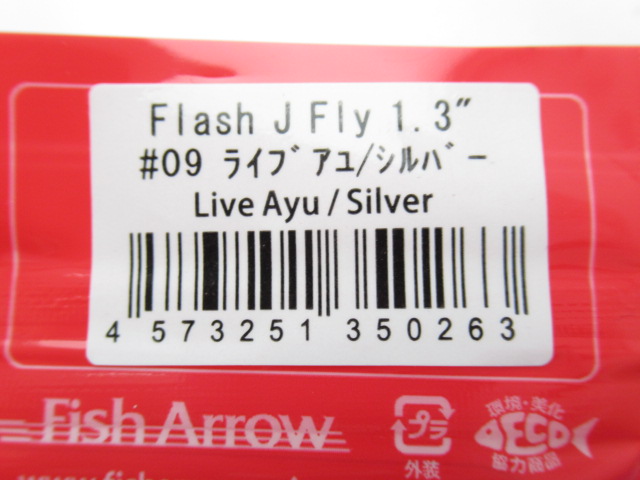 Flash J Fly 1.3″
#09 ﾗｲﾌﾞｱﾕ/ｼﾙﾊﾞｰ
Live Ayu / Silver
4 573251 350263
Fish Arrow
プラ
外装
環境・美化
ECO
協力商品